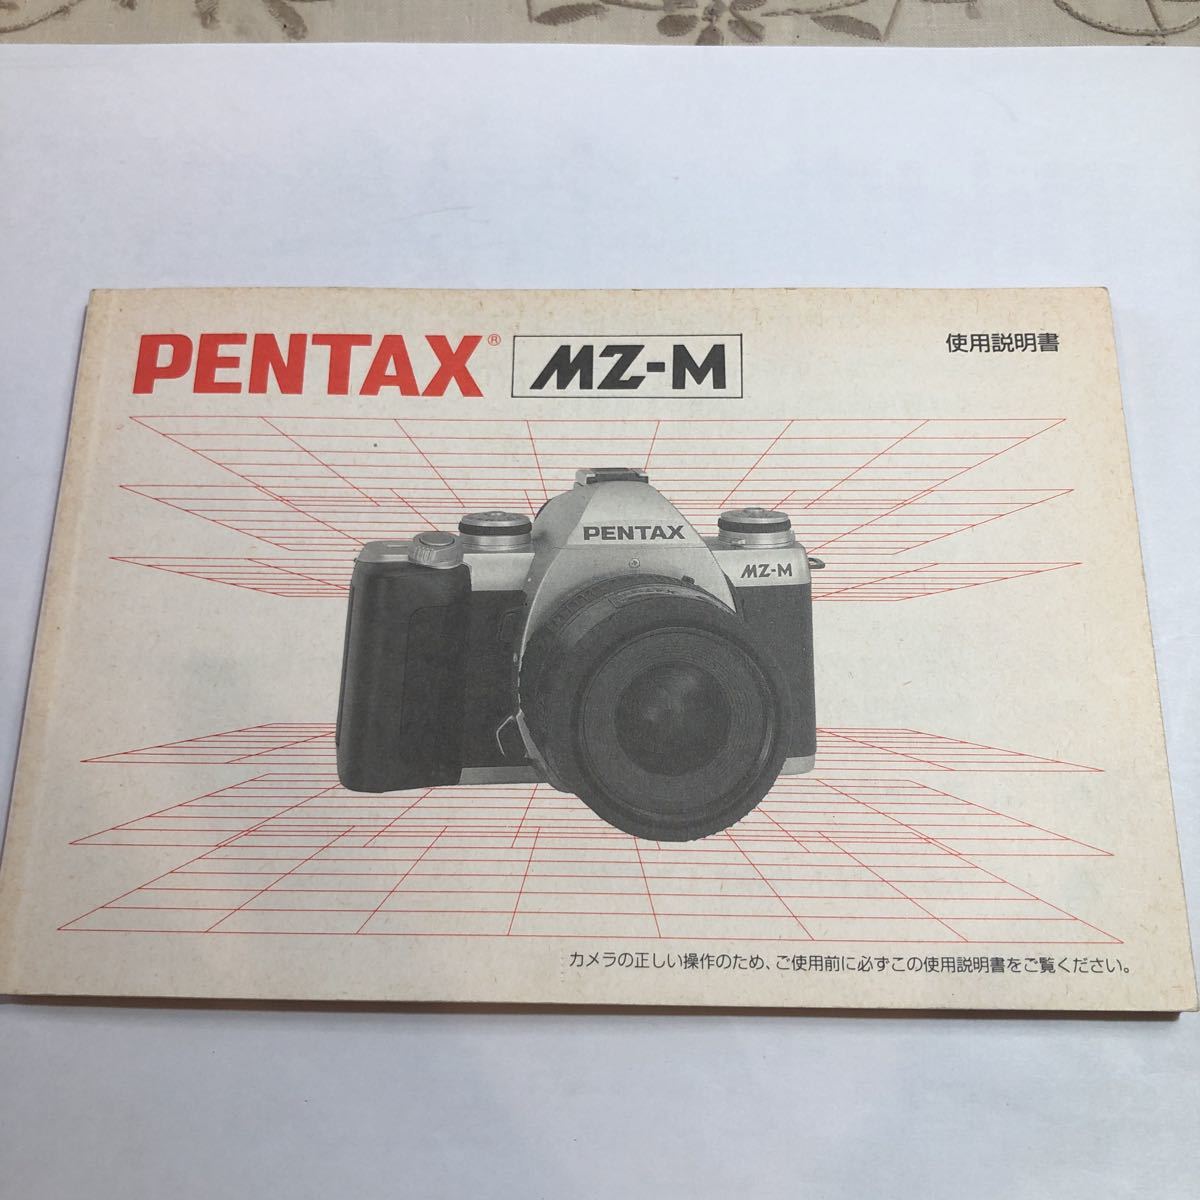 PENTAX® MZ-M 使用説明書
PENTAX
MZ-M
カメラの正しい操作のため、ご使用前に必ずこの使用説明書をご覧ください。